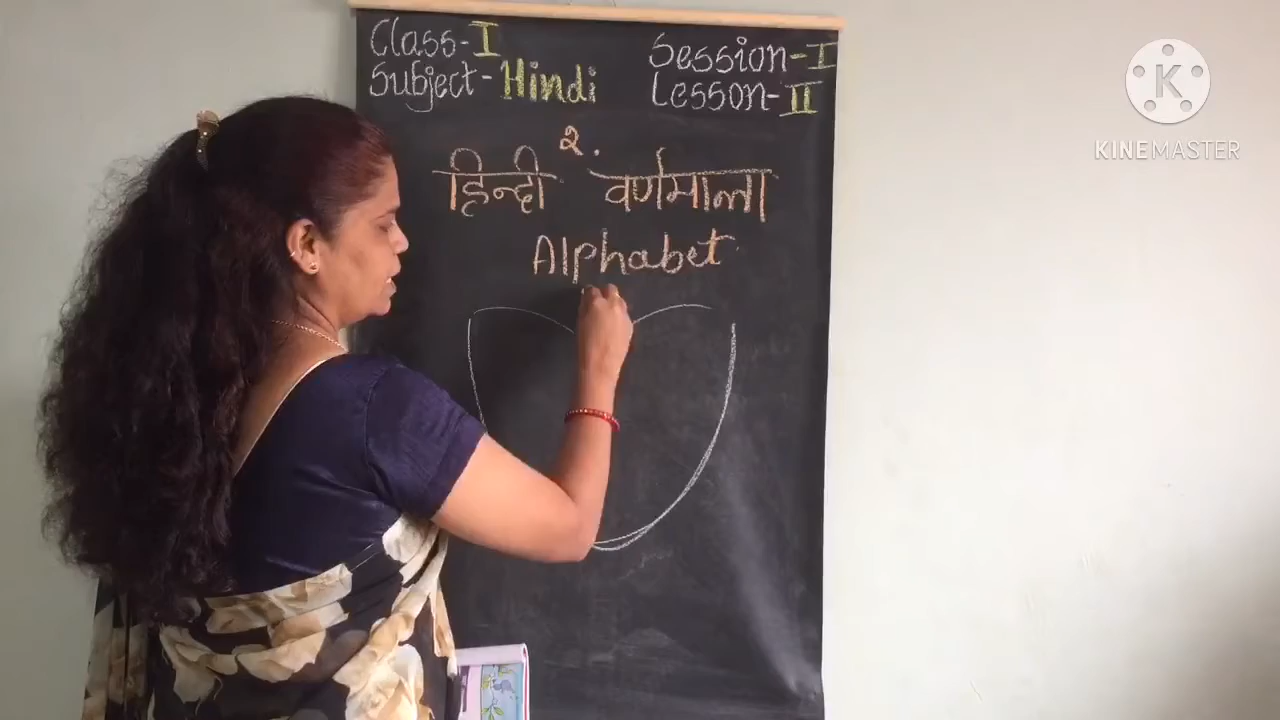 Class-I Session-I
Subject-Hindi Lesson-II
२.
हिन्दी वर्णमाला
Alphabet
K
KINEMASTER